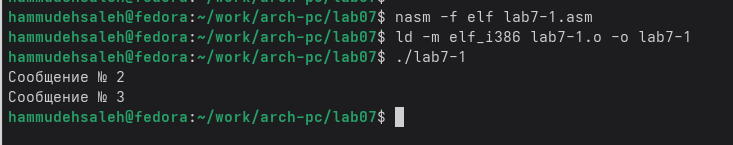 hammudehsaleh@fedora:~/work/arch-pc/lab07$ nasm -f elf lab7-1.asm
hammudehsaleh@fedora:~/work/arch-pc/lab07$ ld -m elf_i386 lab7-1.o -o lab7-1
hammudehsaleh@fedora:~/work/arch-pc/lab07$ ./lab7-1
Сообщение № 2
Сообщение № 3
hammudehsaleh@fedora:~/work/arch-pc/lab07$